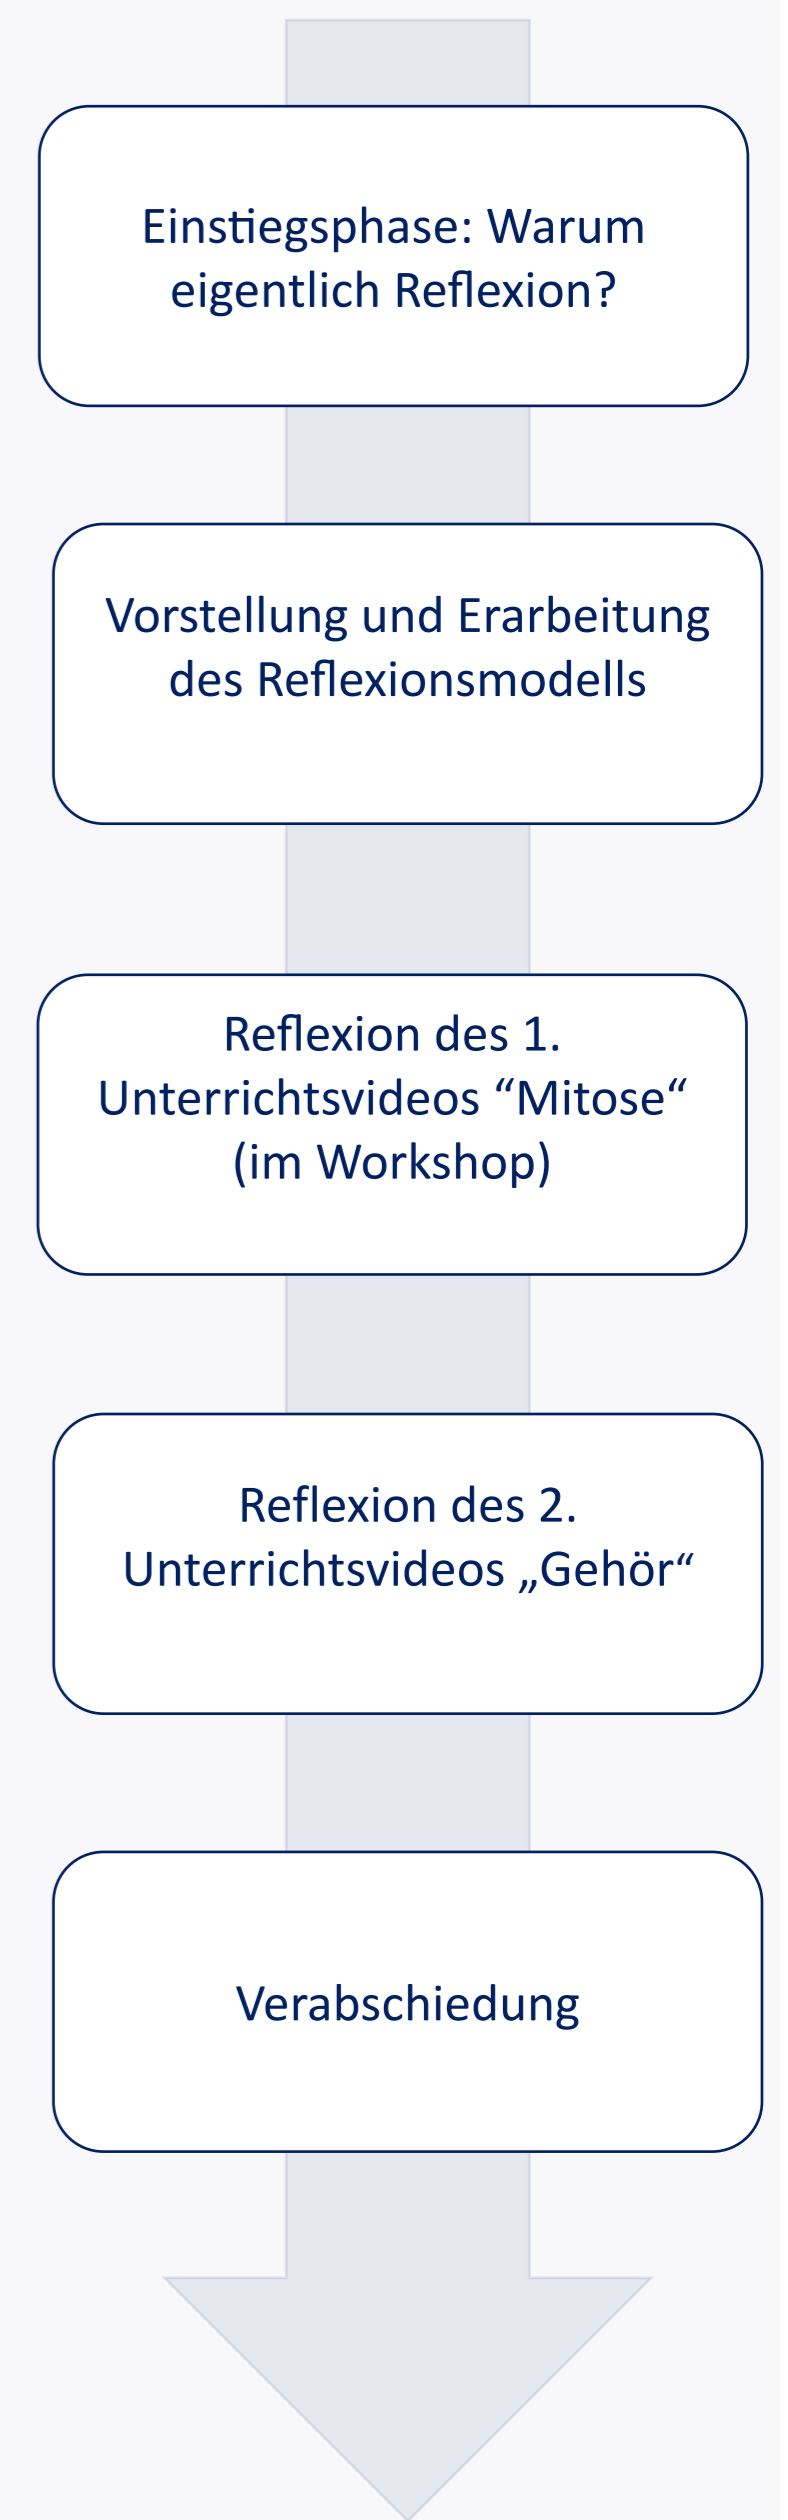 Einstiegsphase: Warum
eigentlich Reflexion?
Vorstellung und Erarbeitung
des Reflexionsmodells
Reflexion des 1.
Unterrichtsvideos “Mitose“
(im Workshop)
Reflexion des 2.
Unterrichtsvideos „Gehör“
Verabschiedung